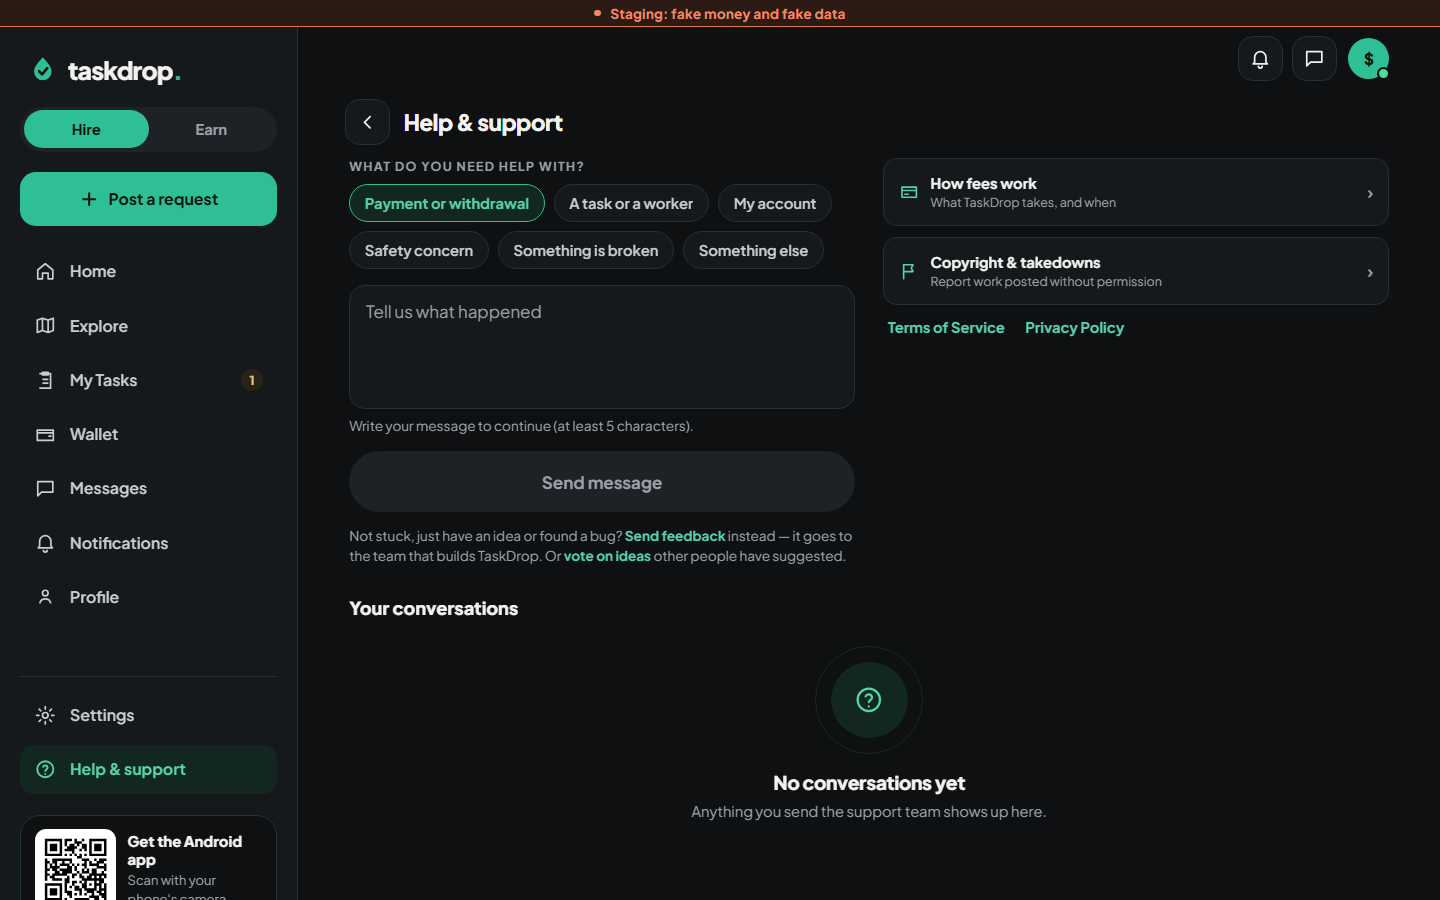 Staging: fake money and fake data
taskdrop.
Hire
Earn
Post a request
Home
Explore
My Tasks
1
Wallet
Messages
Notifications
Profile
Settings
Help & support
Get the Android
app
Scan with your
phone's camera
$
Help & support
WHAT DO YOU NEED HELP WITH?
Payment or withdrawal
A task or a worker
My account
Safety concern
Something is broken
Something else
Tell us what happened
Write your message to continue (at least 5 characters).
Send message
Not stuck, just have an idea or found a bug? Send feedback instead — it goes to
the team that builds TaskDrop. Or vote on ideas other people have suggested.
How fees work
What TaskDrop takes, and when
Copyright & takedowns
Report work posted without permission
Terms of Service
Privacy Policy
Your conversations
No conversations yet
Anything you send the support team shows up here.